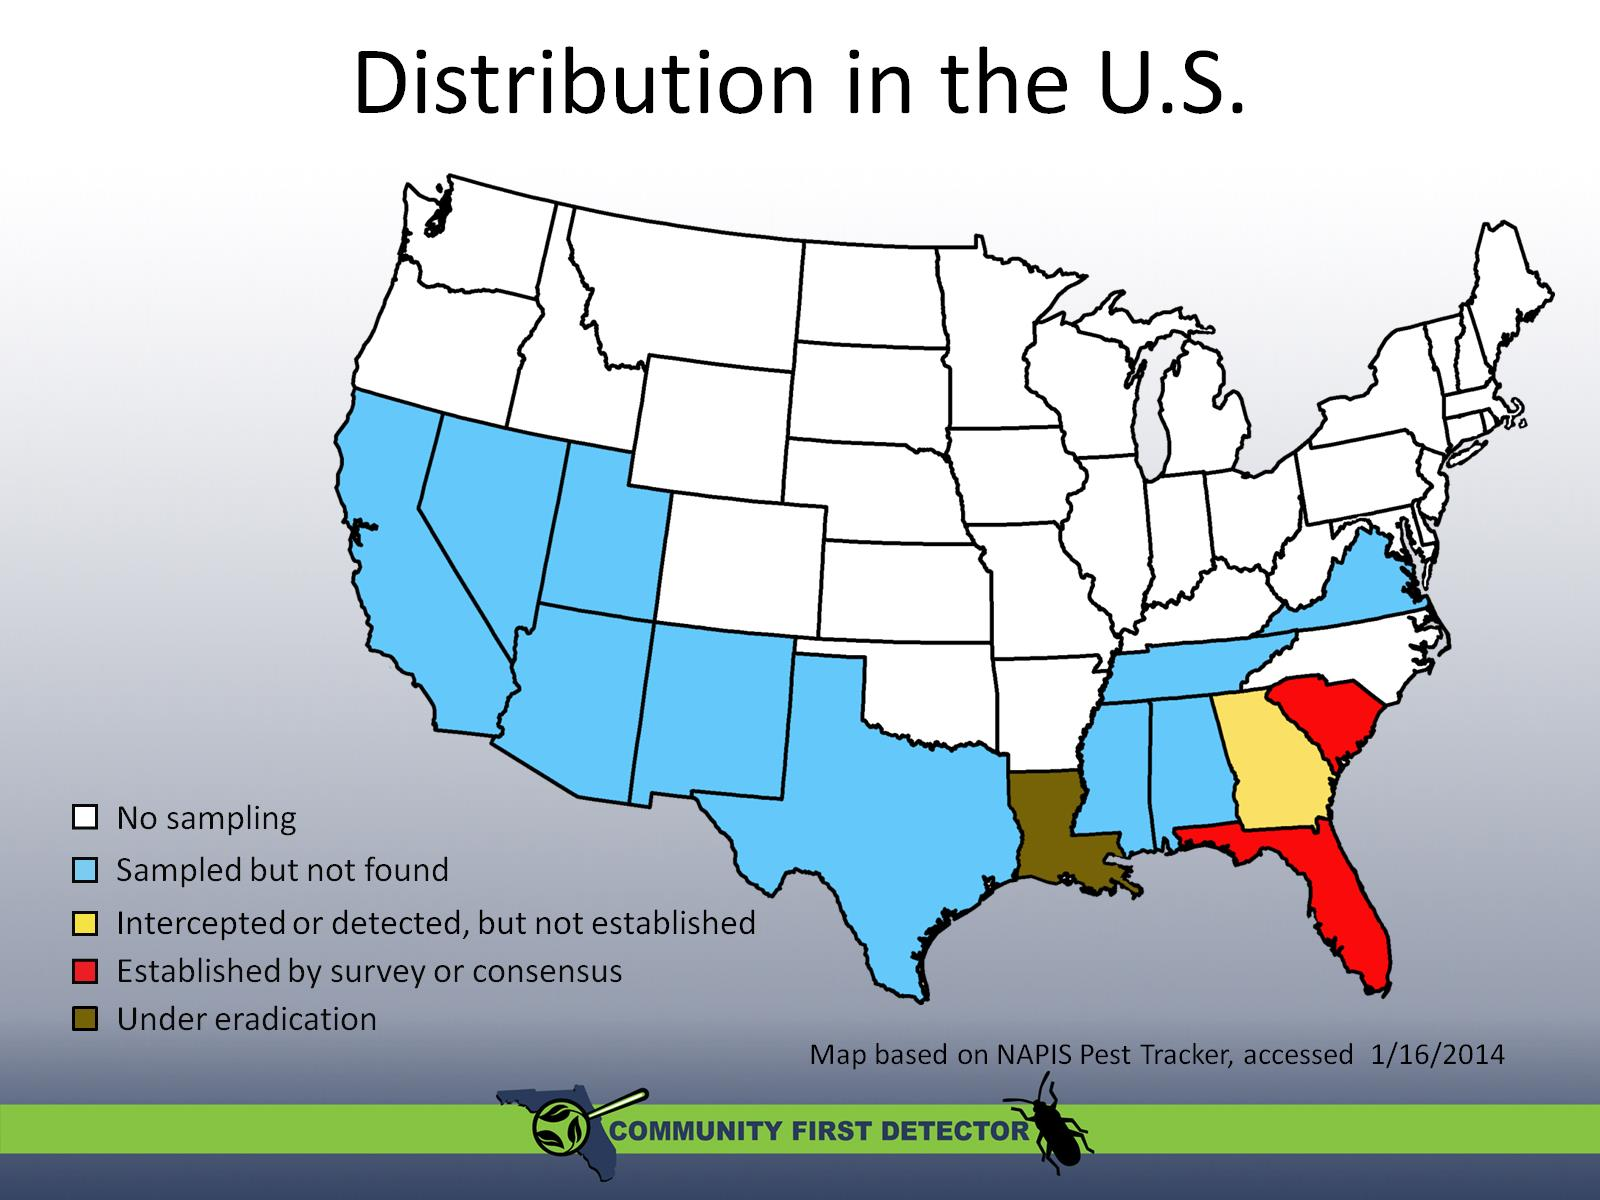 Distribution in the U.S.
No sampling
Sampled but not found
Intercepted or detected, but not established
Established by survey or consensus
Under eradication
Map based on NAPIS Pest Tracker, accessed 1/16/2014
COMMUNITY FIRST DETECTOR